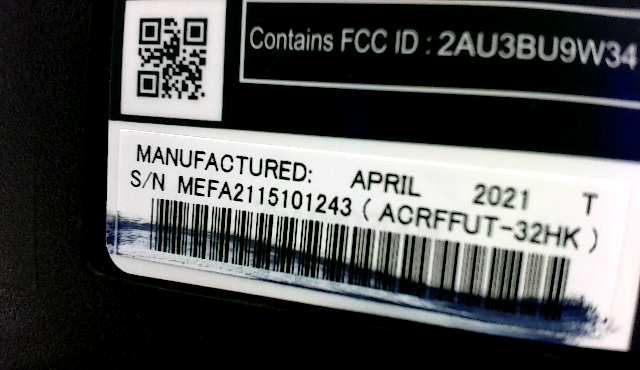 Contains FCC ID : 2AU3BU9W34
MANUFACTURED: APRIL 2021 T
S/N MEFA2115101243 ( ACRFFUT-32HK )